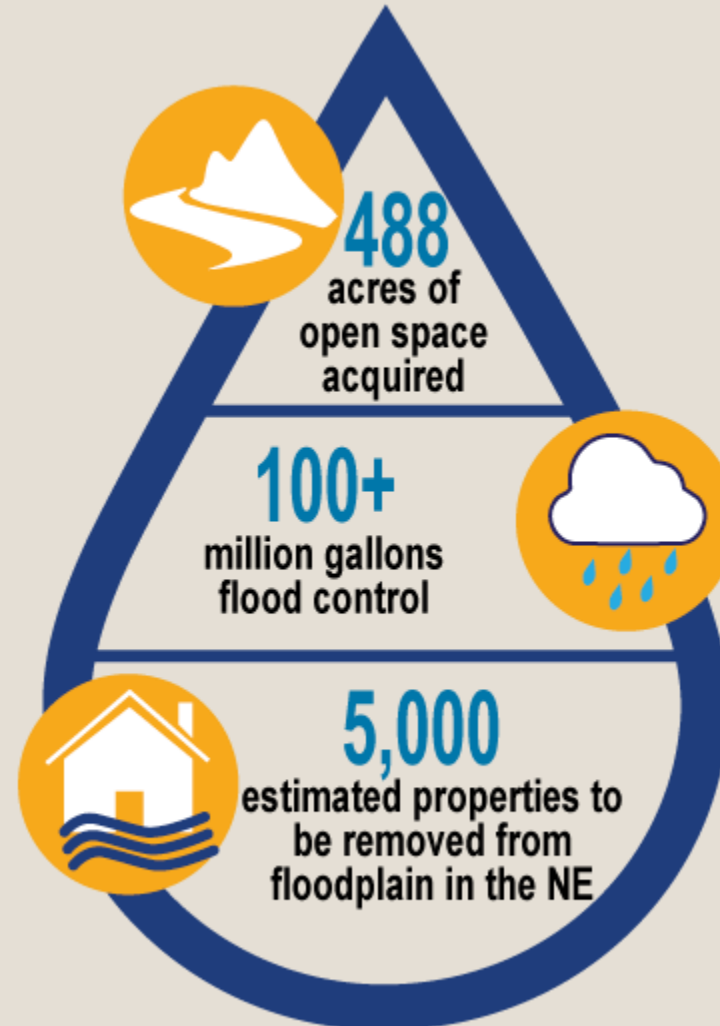 488
acres of
open space
acquired
100+
million gallons
flood control
5,000
estimated properties to
be removed from
floodplain in the NE